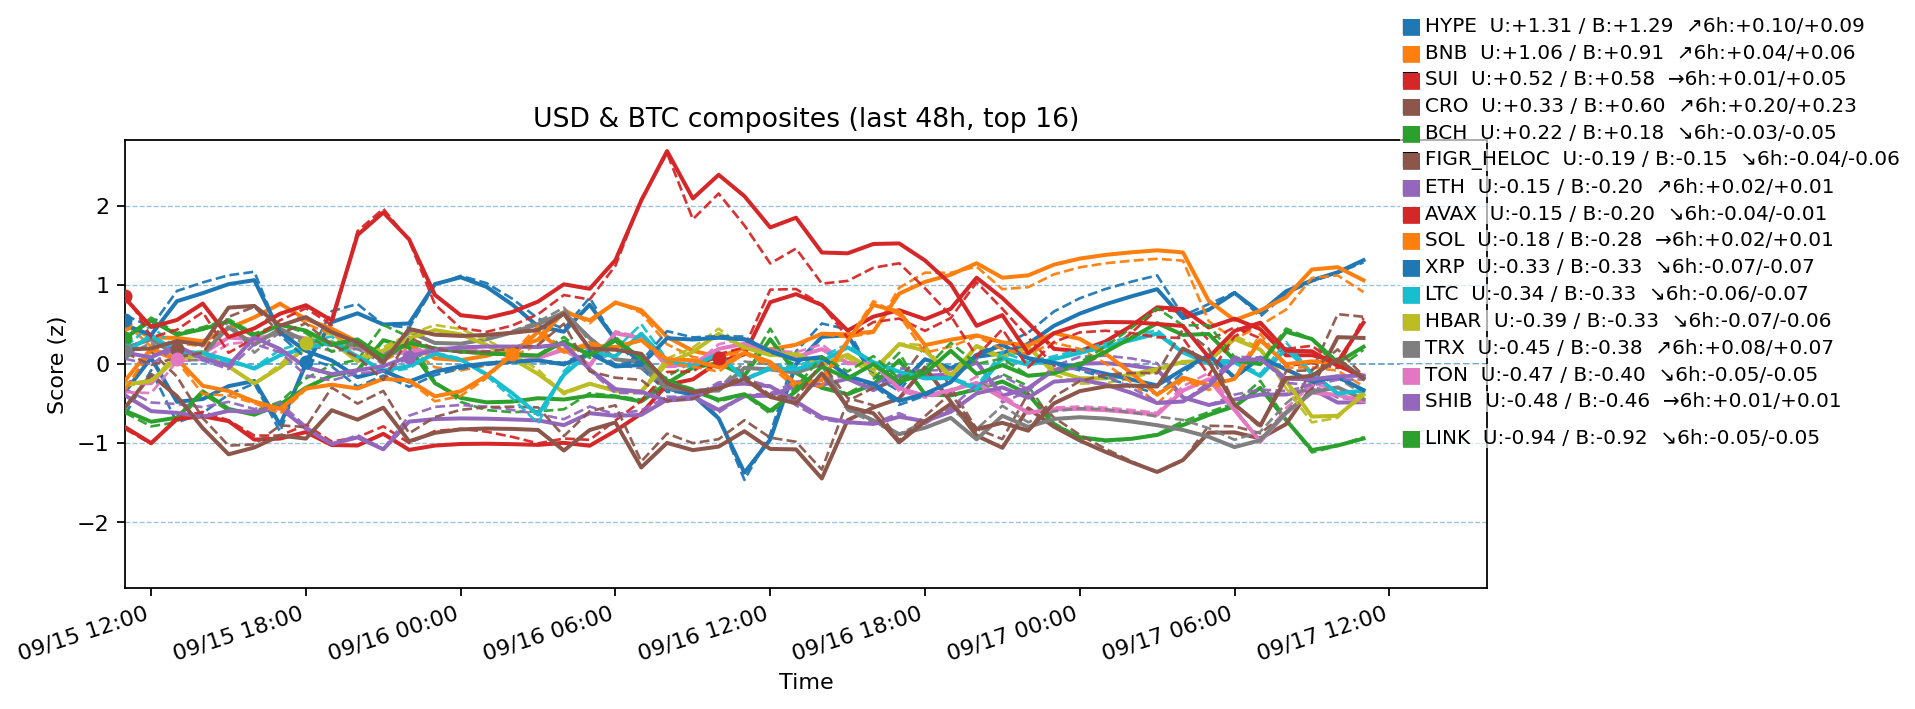 HYPE U:+1.31 / B:+1.29 ↗6h:+0.10/+0.09
BNB U:+1.06 / B:+0.91 ↗6h:+0.04/+0.06
SUI U:+0.52 / B:+0.58 →6h:+0.01/+0.05
CRO U:+0.33 / B:+0.60 ↗6h:+0.20/+0.23
BCH U:+0.22 / B:+0.18 ↘6h:-0.03/-0.05
FIGR_HELOC U:-0.19 / B:-0.15 ↘6h:-0.04/-0.06
ETH U:-0.15 / B:-0.20 ↗6h:+0.02/+0.01
AVAX U:-0.15 / B:-0.20 ↘6h:-0.04/-0.01
SOL U:-0.18 / B:-0.28 →6h:+0.02/+0.01
XRP U:-0.33 / B:-0.33 ↘6h:-0.07/-0.07
LTC U:-0.34 / B:-0.33 ↘6h:-0.06/-0.07
HBAR U:-0.39 / B:-0.33 ↘6h:-0.07/-0.06
TRX U:-0.45 / B:-0.38 ↗6h:+0.08/+0.07
TON U:-0.47 / B:-0.40 ↘6h:-0.05/-0.05
SHIB U:-0.48 / B:-0.46 →6h:+0.01/+0.01
LINK U:-0.94 / B:-0.92 ↘6h:-0.05/-0.05
USD & BTC composites (last 48h, top 16)
Score (z)
2
1
0
−1
−2
09/15 12:00
09/15 18:00
09/16 00:00
09/16 06:00
09/16 12:00
09/16 18:00
09/17 00:00
09/17 06:00
09/17 12:00
Time